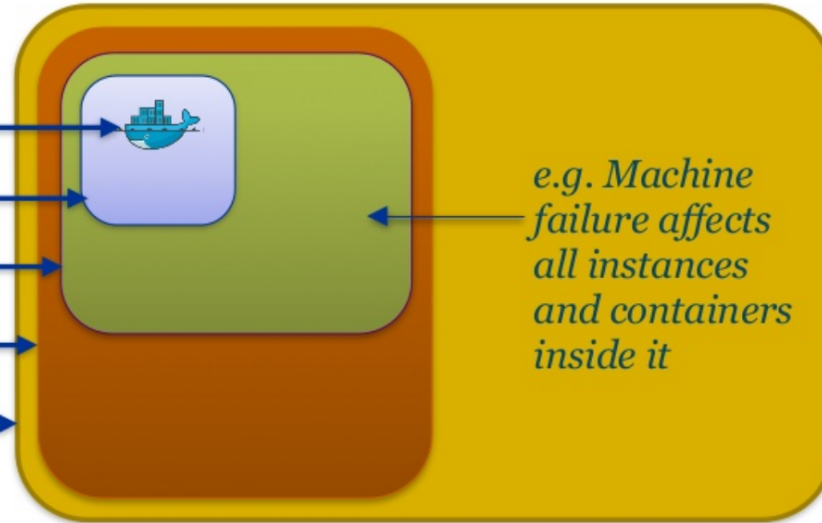 e.g. Machine
failure affects
all instances
and containers
inside it